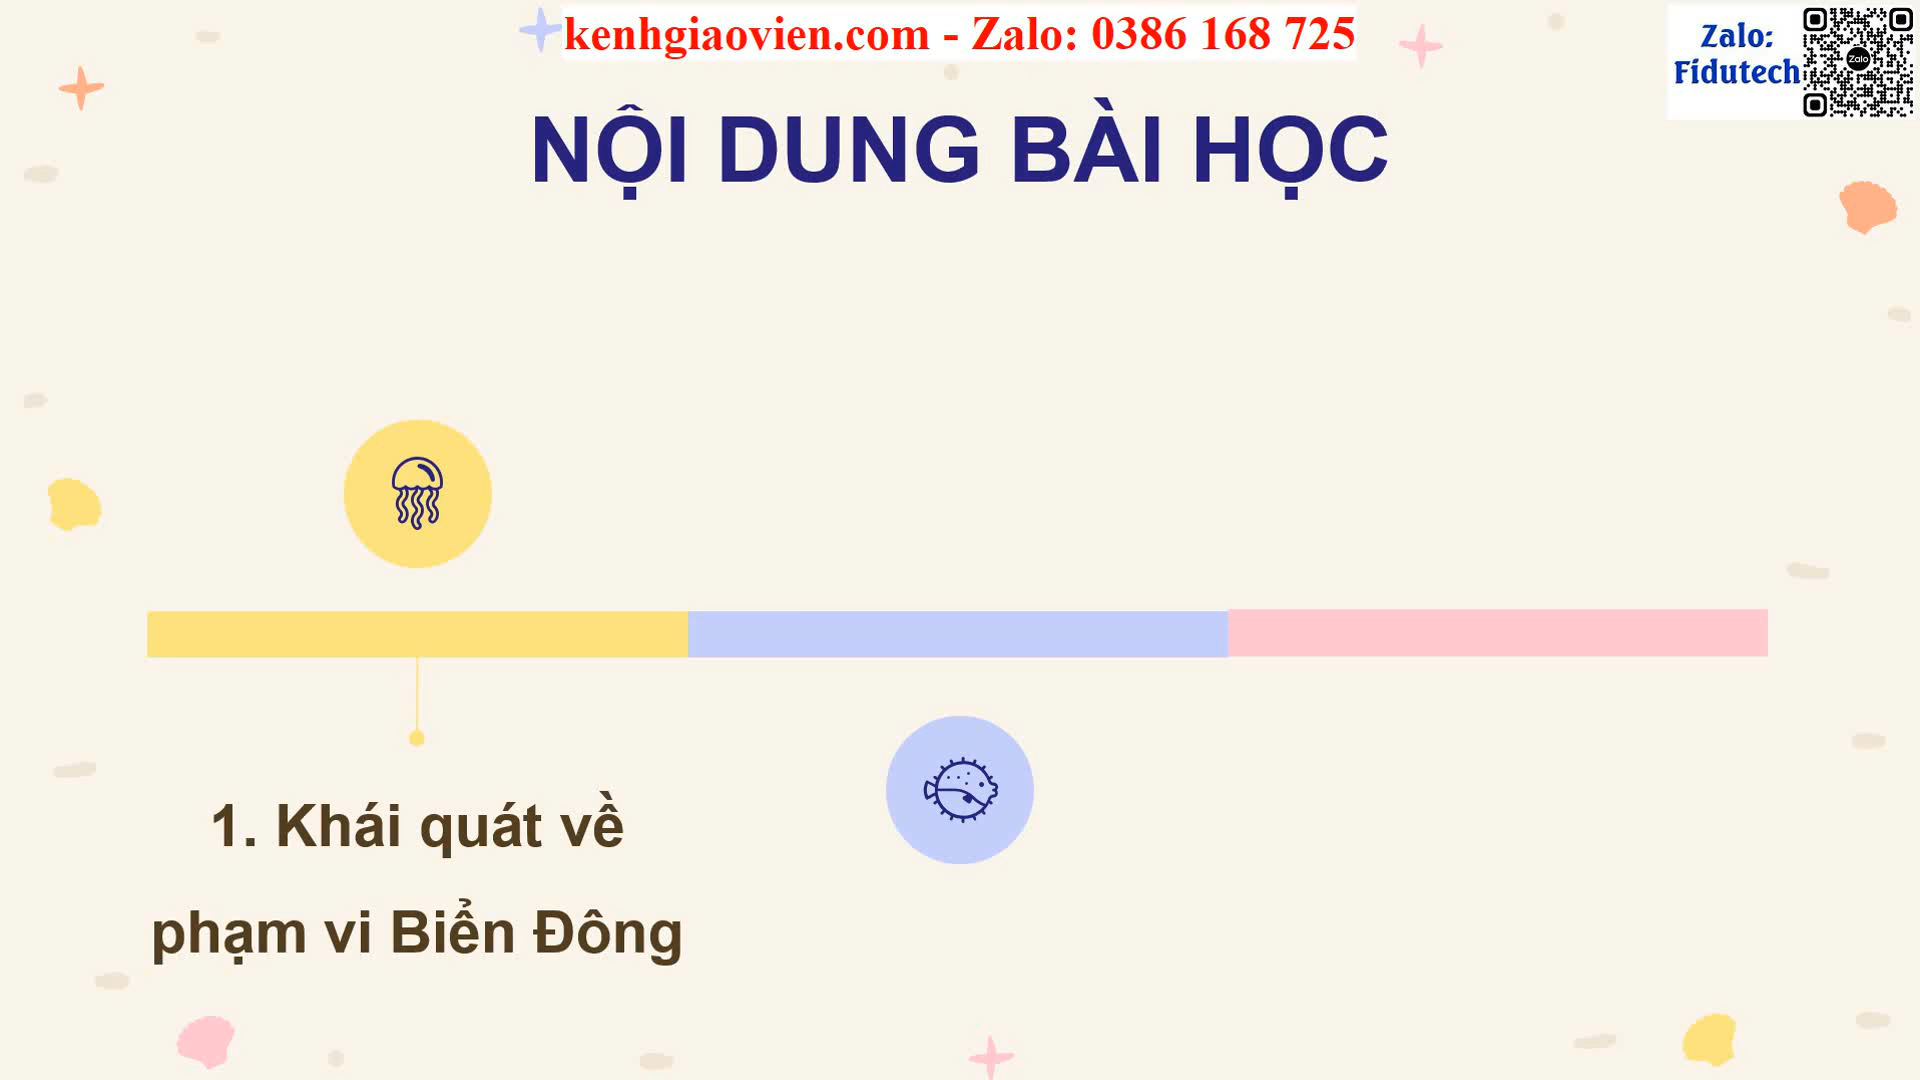 kenhgiaovien.com - Zalo: 0386 168 725
Zalo:
Fidutech
Zalo
NỘI DUNG BÀI HỌC
1. Khái quát về
phạm vi Biển Đông